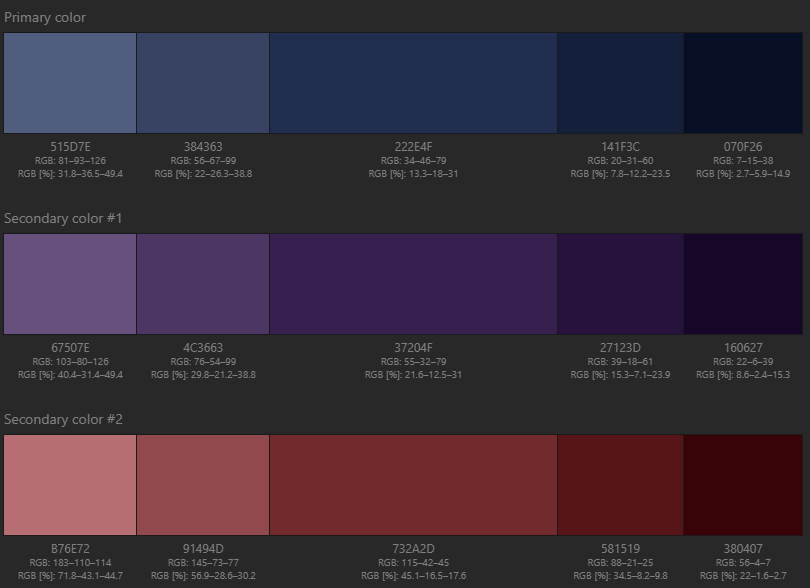 Primary color
515D7E 384363 222E4F 141F3C 070F26
RGB: 81–93–126 RGB: 56–67–99 RGB: 34–46–79 RGB: 20–31–60 RGB: 7–15–38
RGB [%]: 31.8–36.5–49.4 RGB [%]: 22–26.3–38.8 RGB [%]: 13.3–18–31 RGB [%]: 7.8–12.2–23.5 RGB [%]: 2.7–5.9–14.9
Secondary color #1
67507E 4C3663 37204F 27123D 160627
RGB: 103–80–126 RGB: 76–54–99 RGB: 55–32–79 RGB: 39–18–61 RGB: 22–6–39
RGB [%]: 40.4–31.4–49.4 RGB [%]: 29.8–21.2–38.8 RGB [%]: 21.6–12.5–31 RGB [%]: 15.3–7.1–23.9 RGB [%]: 8.6–2.4–15.3
Secondary color #2
B76E72 91494D 732A2D 581519 380407
RGB: 183–110–114 RGB: 145–73–77 RGB: 115–42–45 RGB: 88–21–25 RGB: 56–4–7
RGB [%]: 71.8–43.1–44.7 RGB [%]: 56.9–28.6–30.2 RGB [%]: 45.1–16.5–17.6 RGB [%]: 34.5–8.2–9.8 RGB [%]: 22–1.6–2.7